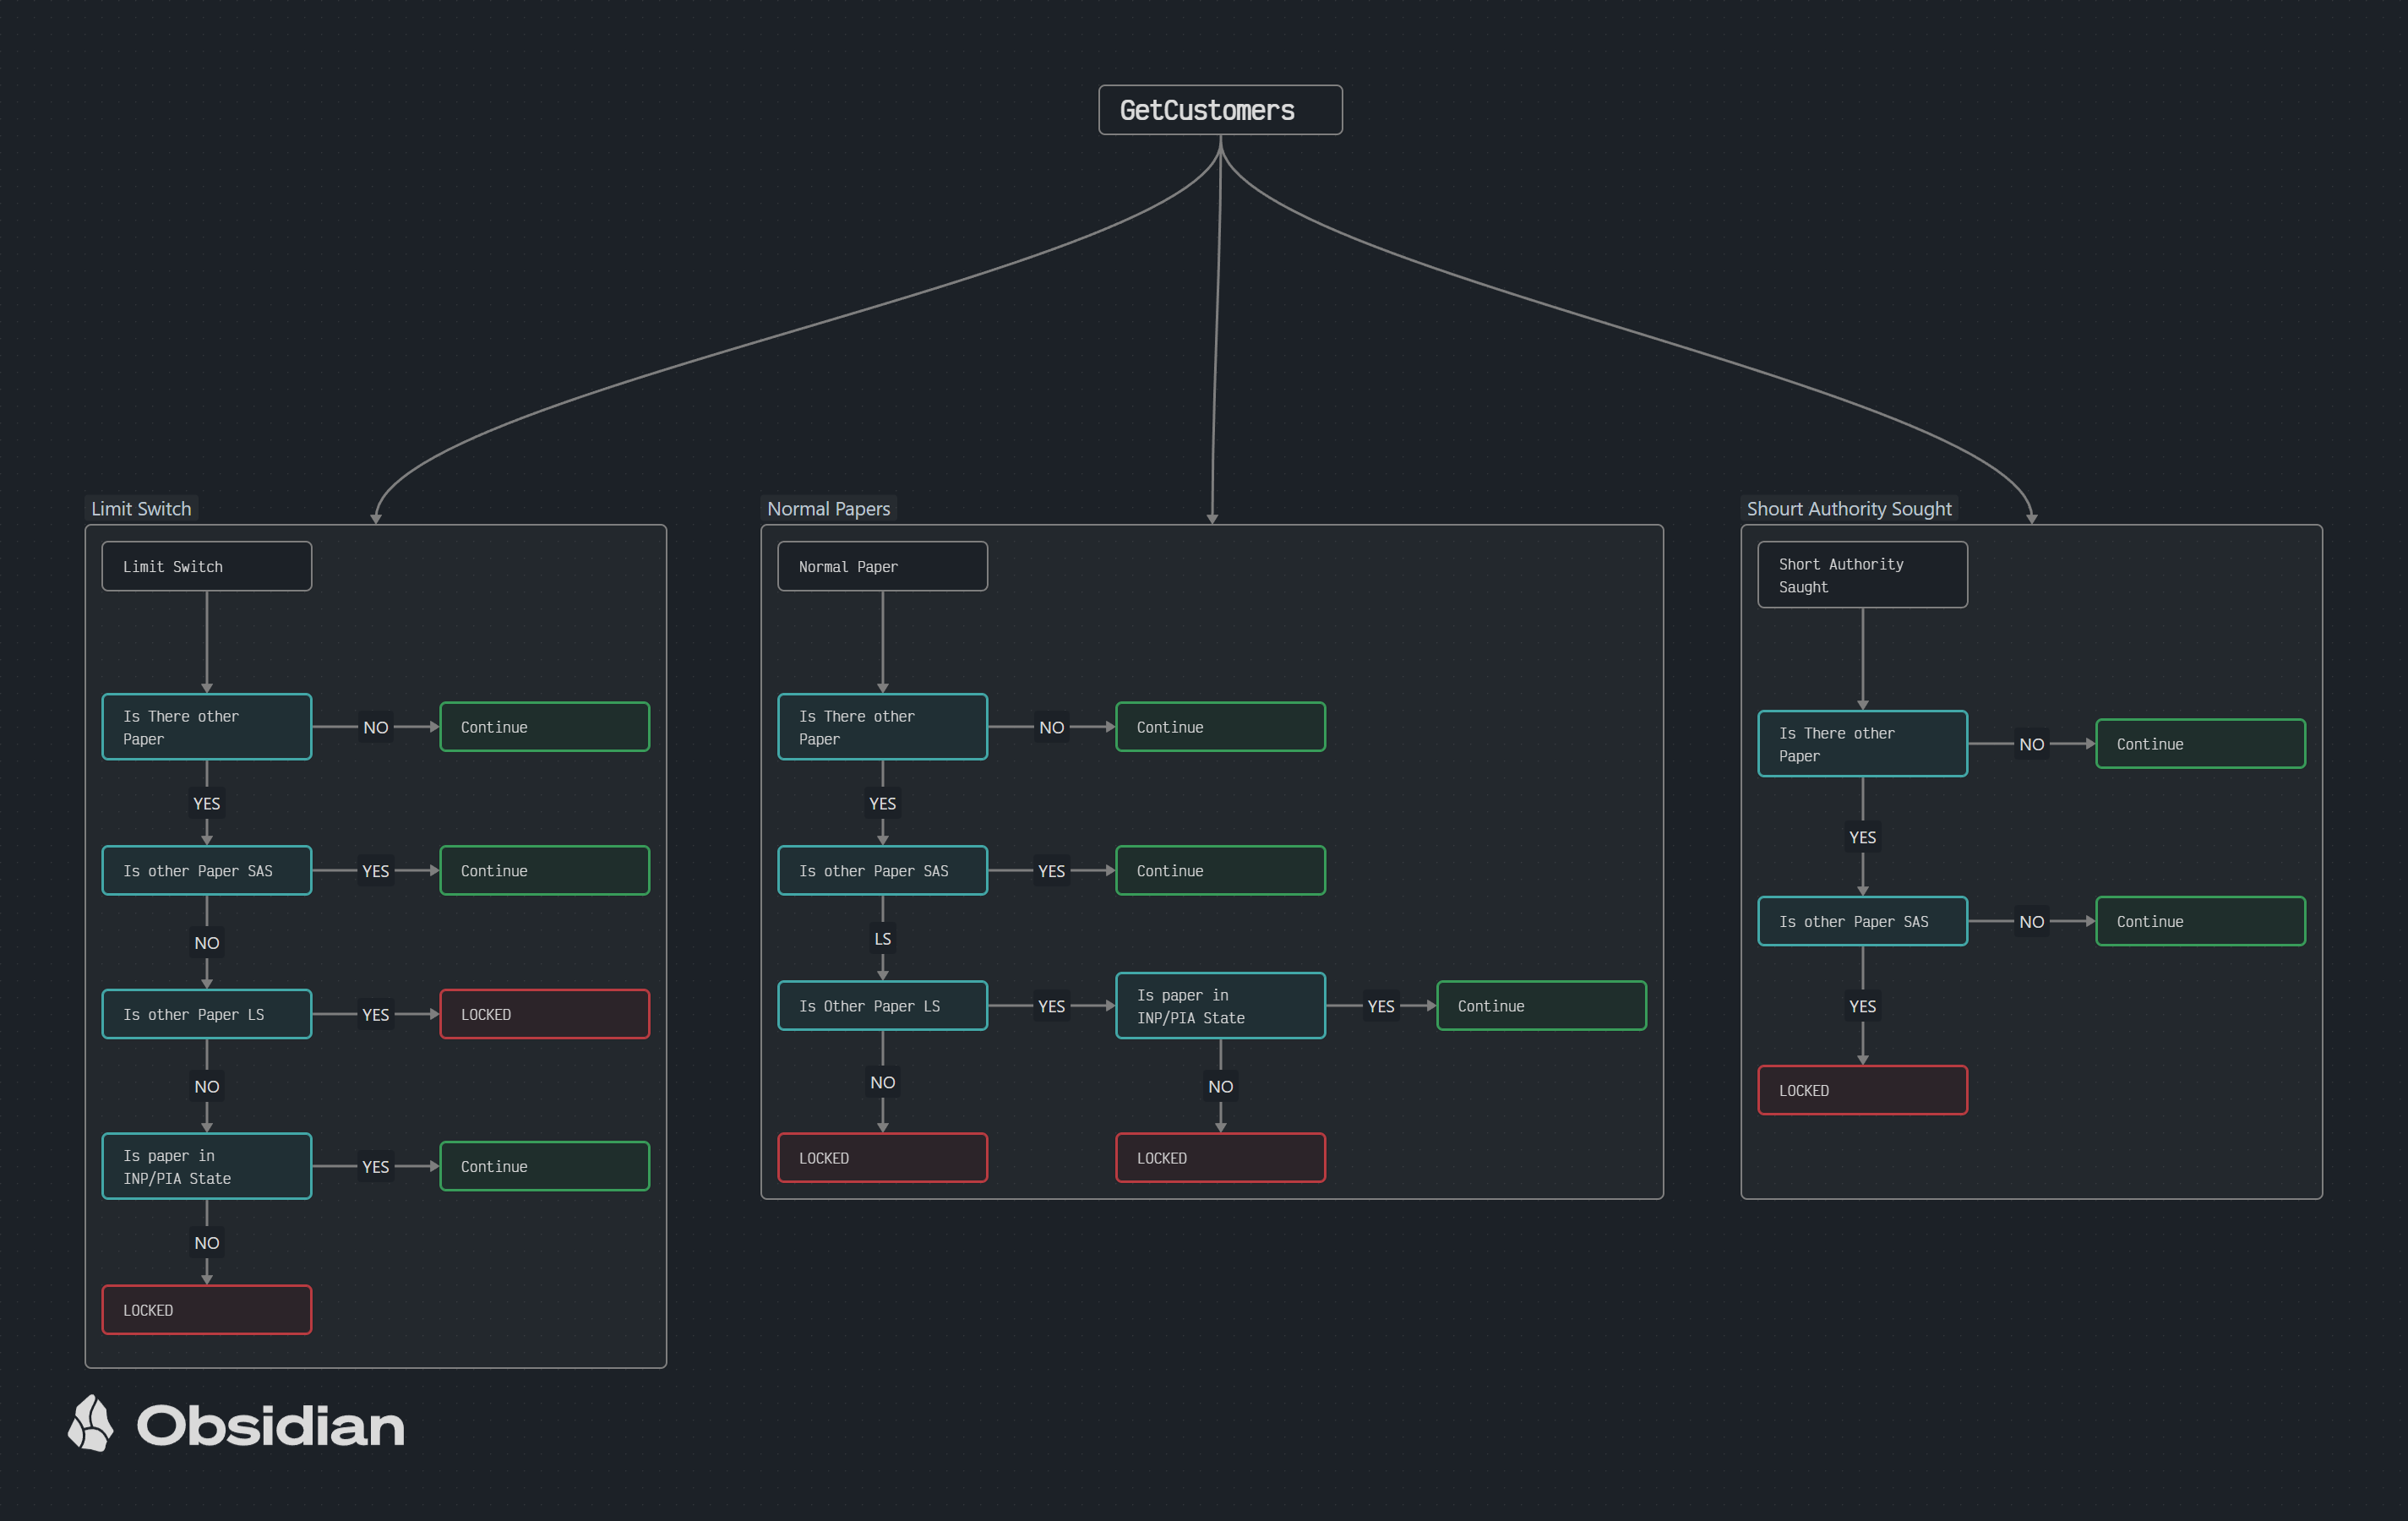 GetCustomers
Limit Switch
Limit Switch
Is There other
Paper
NO
Continue
YES
Is other Paper SAS
YES
Continue
NO
Is other Paper LS
YES
LOCKED
NO
Is paper in
INP/PIA State
YES
Continue
NO
LOCKED
Normal Papers
Normal Paper
Is There other
Paper
NO
Continue
YES
Is other Paper SAS
YES
Continue
LS
Is Other Paper LS
YES
Is paper in
INP/PIA State
YES
Continue
NO
LOCKED
NO
LOCKED
Shourt Authority Sought
Short Authority
Saught
Is There other
Paper
NO
Continue
YES
Is other Paper SAS
NO
Continue
YES
LOCKED
Obsidian